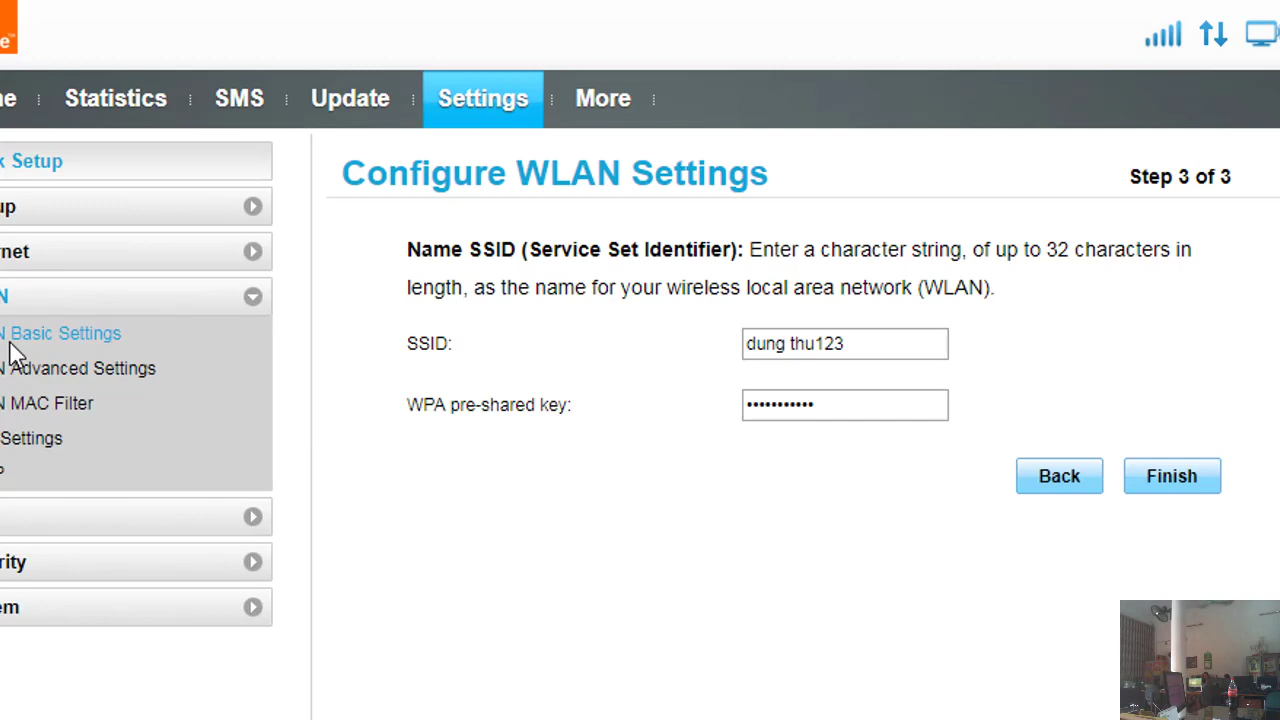 e™
ne Statistics SMS Update Settings More
k Setup
up
rnet
N
N Basic Settings
N Advanced Settings
N MAC Filter
Settings
P
rity
em
Configure WLAN Settings
Step 3 of 3
Name SSID (Service Set Identifier): Enter a character string, of up to 32 characters in
length, as the name for your wireless local area network (WLAN).
SSID: dung thu123
WPA pre-shared key: •••••••••••
Back Finish